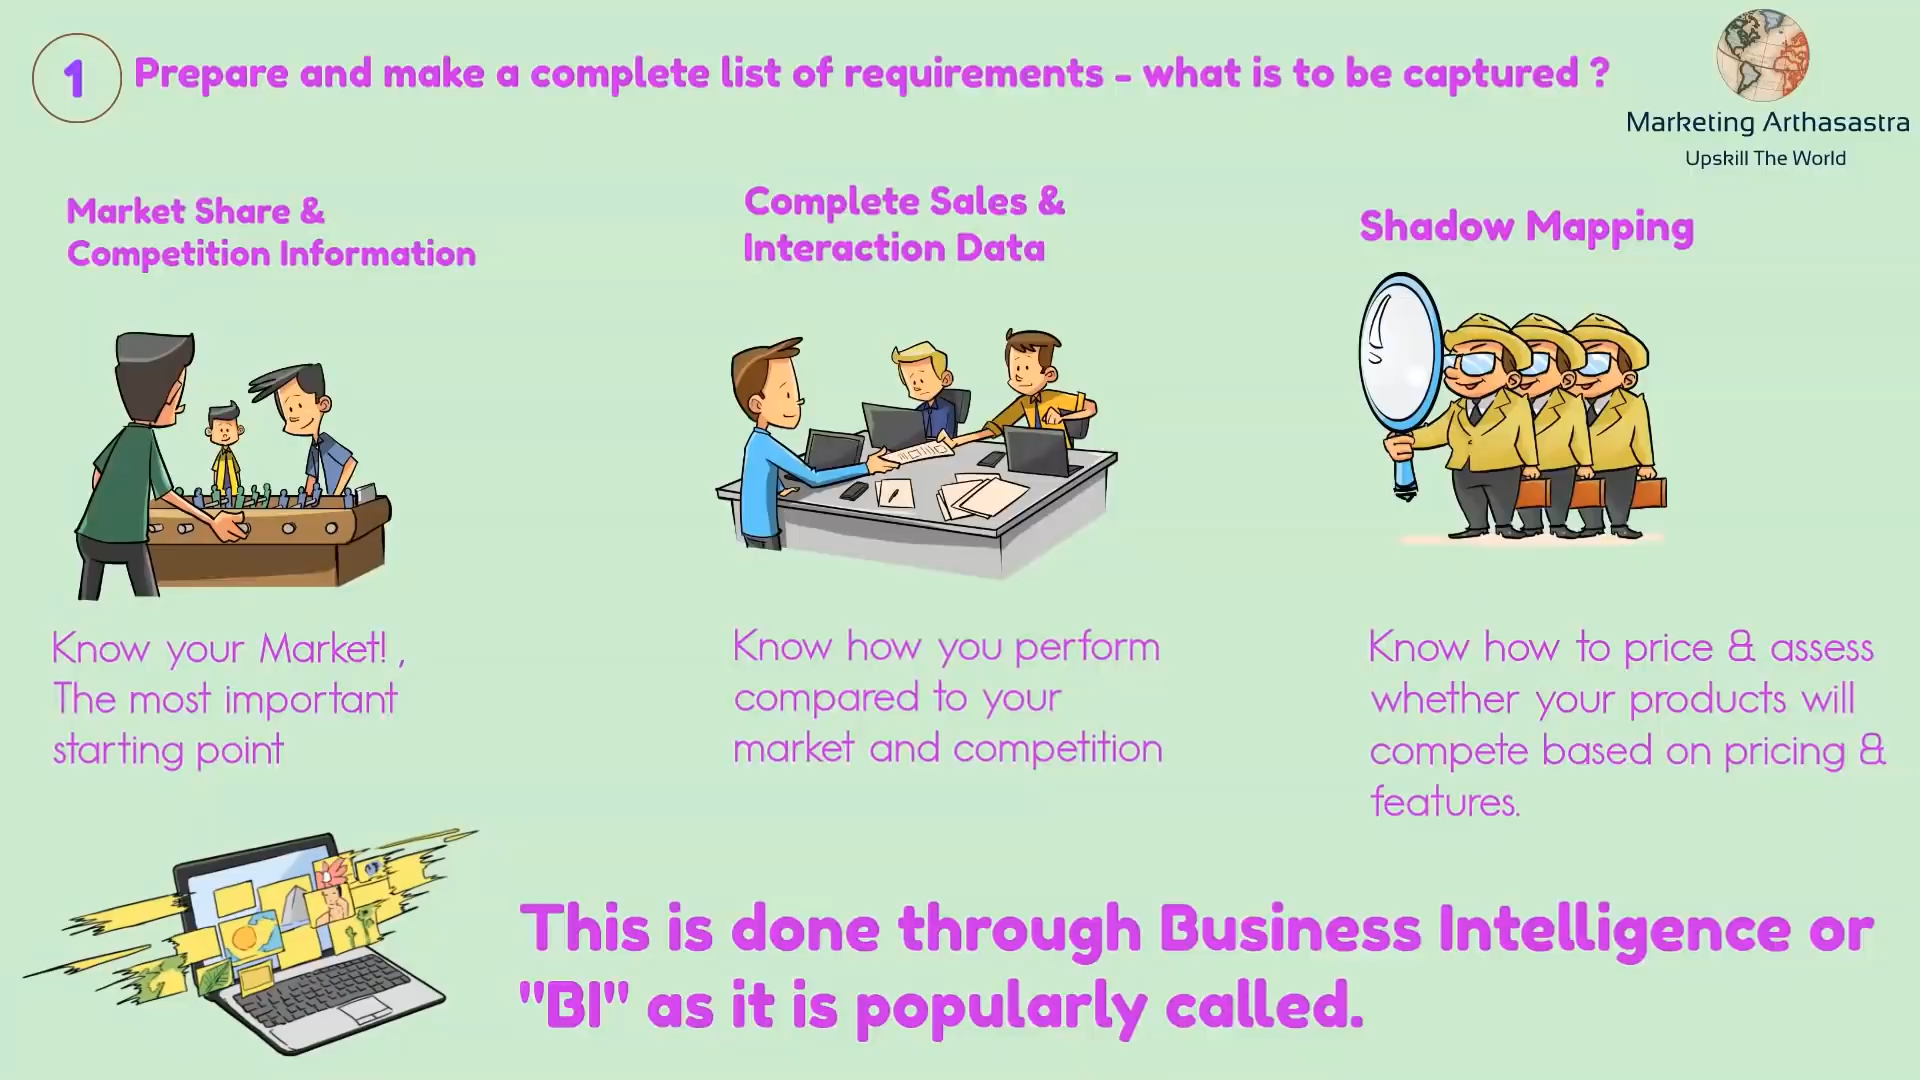 1
Prepare and make a complete list of requirements - what is to be captured ?
Marketing Arthasastra
Upskill The World
Market Share &
Competition Information
Complete Sales &
Interaction Data
Shadow Mapping
Know your Market! ,
The most important
starting point
Know how you perform
compared to your
market and competition
Know how to price & assess
whether your products will
compete based on pricing &
features.
This is done through Business Intelligence or
"BI" as it is popularly called.